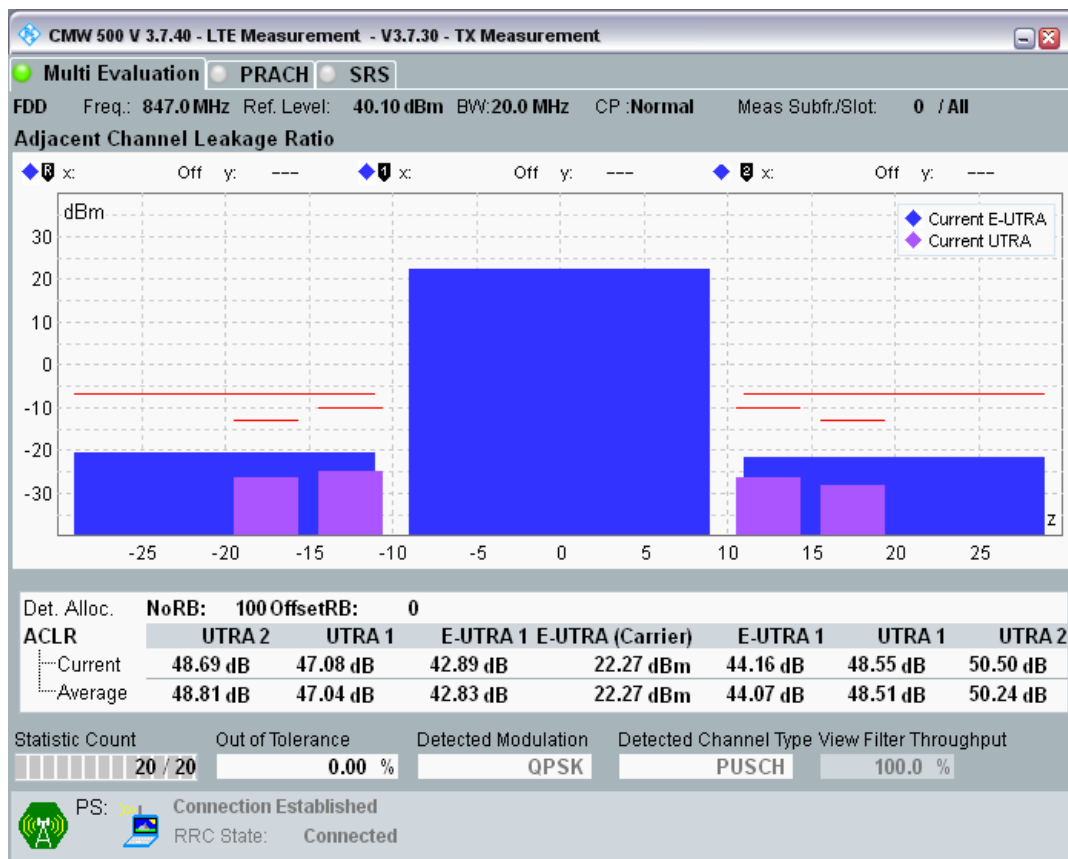 CMW 500 V 3.7.40 - LTE Measurement - V3.7.30 - TX Measurement
Multi Evaluation PRACH SRS
FDD Freq.: 847.0 MHz Ref. Level: 40.10 dBm BW:20.0 MHz CP :Normal Meas Subfr./Slot: 0 / All
Adjacent Channel Leakage Ratio
R x: Off y: --- 1 x: Off y: --- 2 x: Off y: ---
dBm
Current E-UTRA
Current UTRA
30
20
10
0
-10
-20
-30
z
-25 -20 -15 -10 -5 0 5 10 15 20 25
Det. Alloc. NoRB: 100 OffsetRB: 0
ACLR UTRA 2 UTRA 1 E-UTRA 1 E-UTRA (Carrier) E-UTRA 1 UTRA 1 UTRA 2
Current 48.69 dB 47.08 dB 42.89 dB 22.27 dBm 44.16 dB 48.55 dB 50.50 dB
Average 48.81 dB 47.04 dB 42.83 dB 22.27 dBm 44.07 dB 48.51 dB 50.24 dB
Statistic Count Out of Tolerance Detected Modulation Detected Channel Type View Filter Throughput
20 / 20 0.00 % QPSK PUSCH 100.0 %
PS: Connection Established
RRC State: Connected